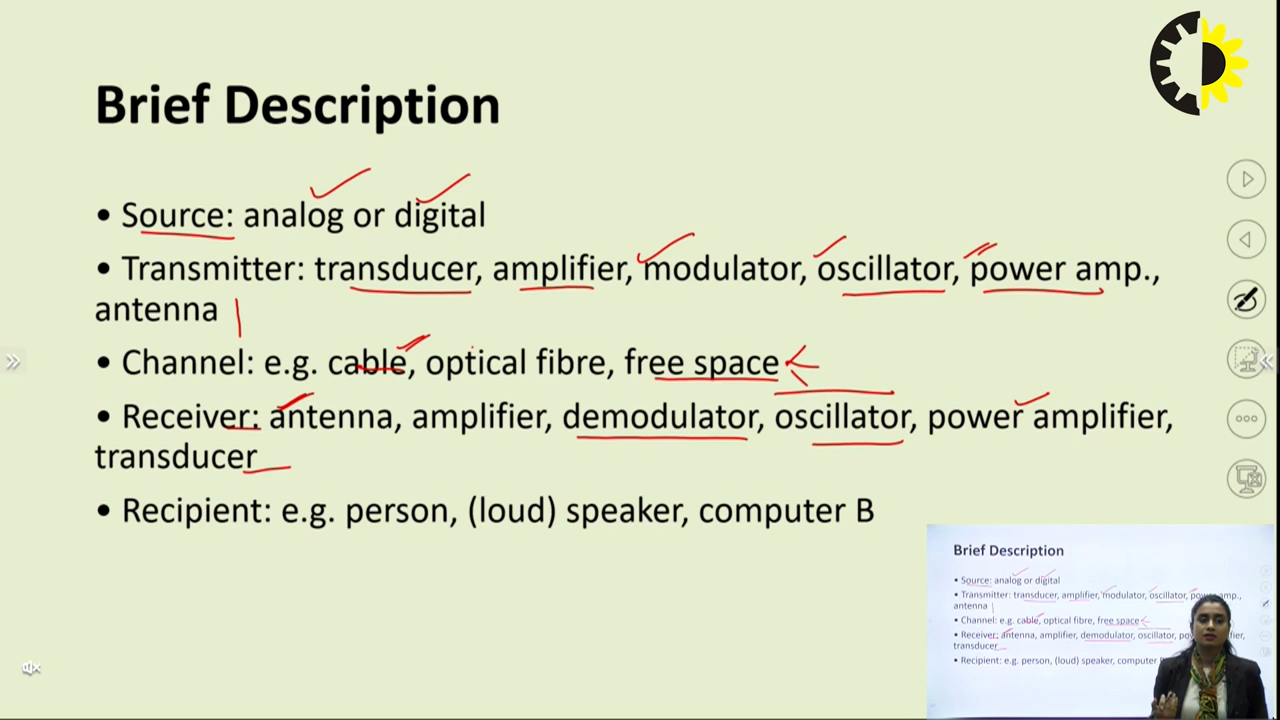 Brief Description
• Source: analog or digital
• Transmitter: transducer, amplifier, modulator, oscillator, power amp.,
antenna
• Channel: e.g. cable, optical fibre, free space
• Receiver: antenna, amplifier, demodulator, oscillator, power amplifier,
transducer
• Recipient: e.g. person, (loud) speaker, computer B
Brief Description
• Source: analog or digital
• Transmitter: transducer, amplifier, modulator, oscillator, power amp.,
antenna
• Channel: e.g. cable, optical fibre, free space
• Receiver: antenna, amplifier, demodulator, oscillator,
transducer
• Recipient: e.g. person, (loud) speaker, computer